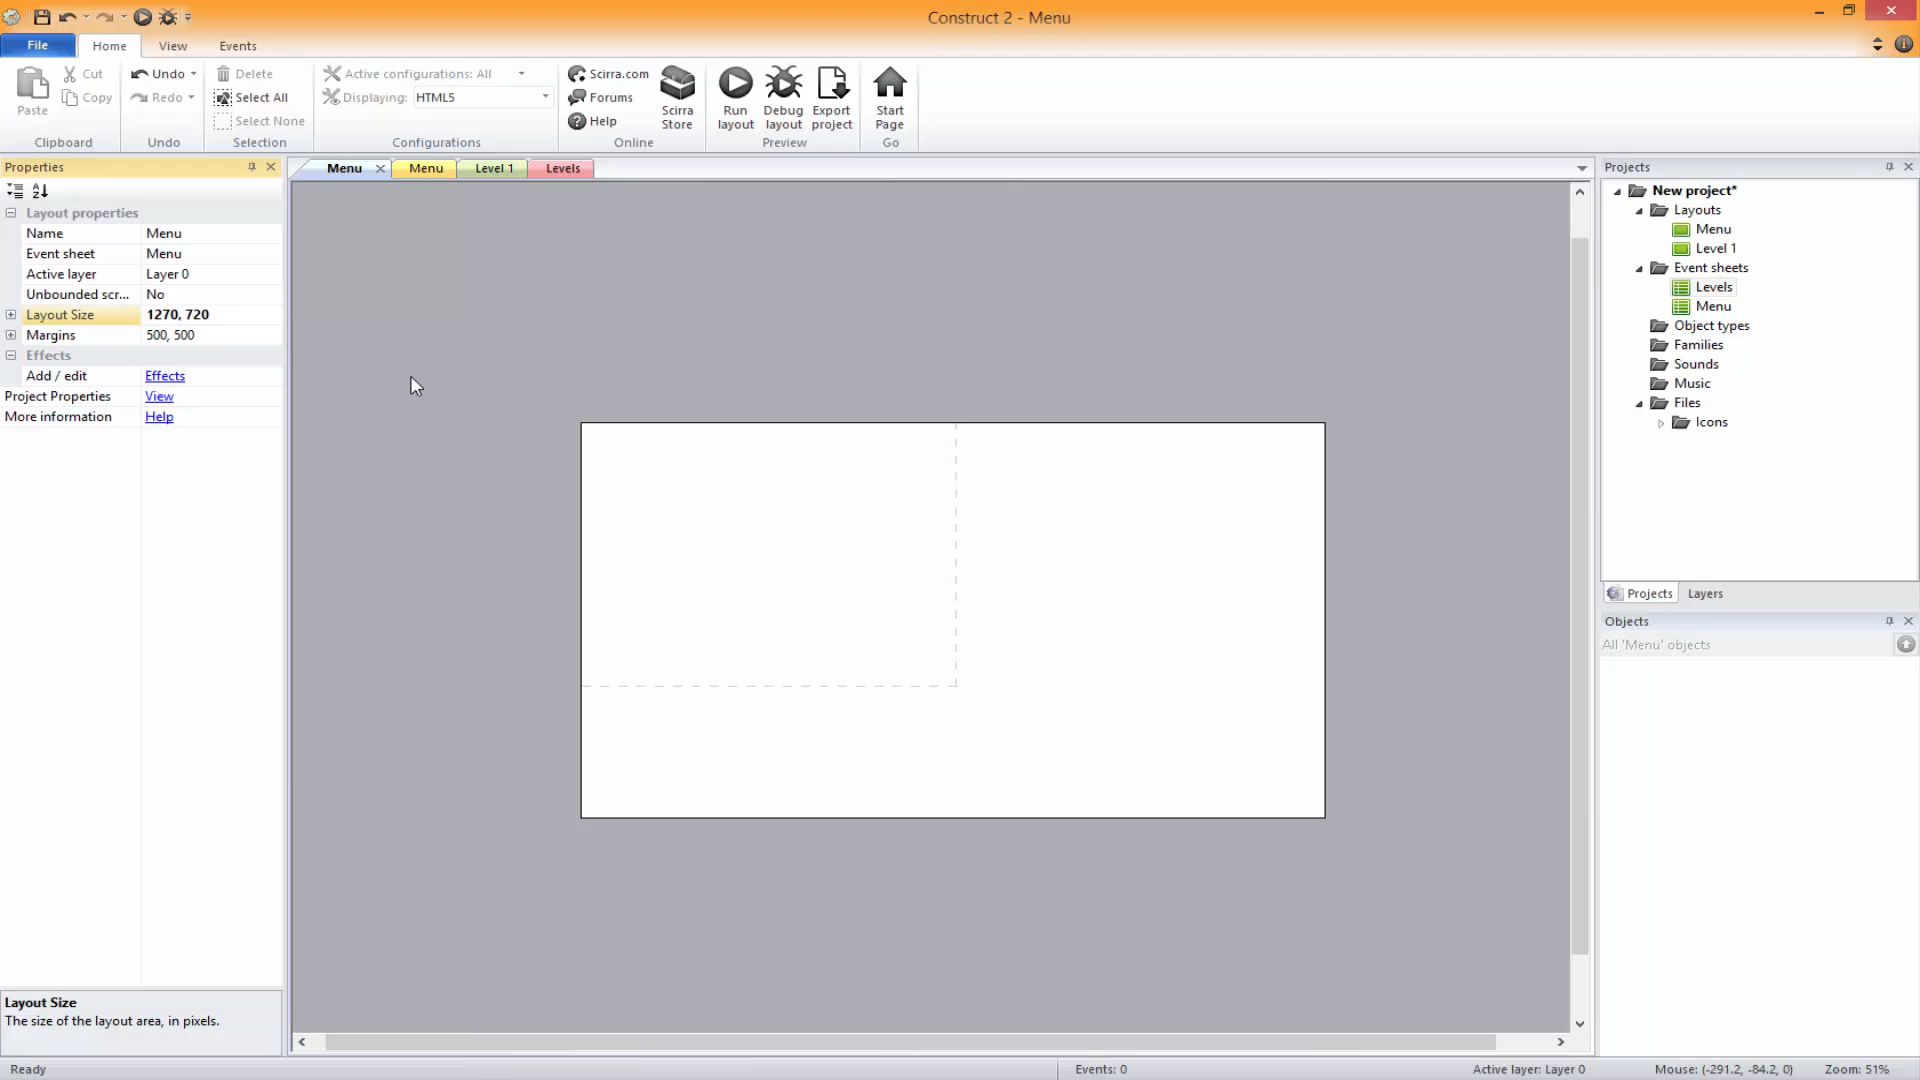 Construct 2 - Menu
File Home View Events
Paste
Cut
Copy
Clipboard
Undo
Redo
Undo
Delete
Select All
Select None
Selection
Active configurations: All
Displaying: HTML5
Configurations
Scirra.com
Forums
Help
Scirra
Store
Online
Run
layout
Debug
layout
Export
project
Preview
Start
Page
Go
Properties
Menu Menu Level 1 Levels
Layout properties
Name Menu
Event sheet Menu
Active layer Layer 0
Unbounded scr... No
Layout Size 1270, 720
Margins 500, 500
Effects
Add / edit Effects
Project Properties View
More information Help
Layout Size
The size of the layout area, in pixels.
Projects
New project*
Layouts
Menu
Level 1
Event sheets
Levels
Menu
Object types
Families
Sounds
Music
Files
Icons
Projects Layers
Objects
All 'Menu' objects
Ready Events: 0 Active layer: Layer 0 Mouse: (-291.2, -84.2, 0) Zoom: 51%